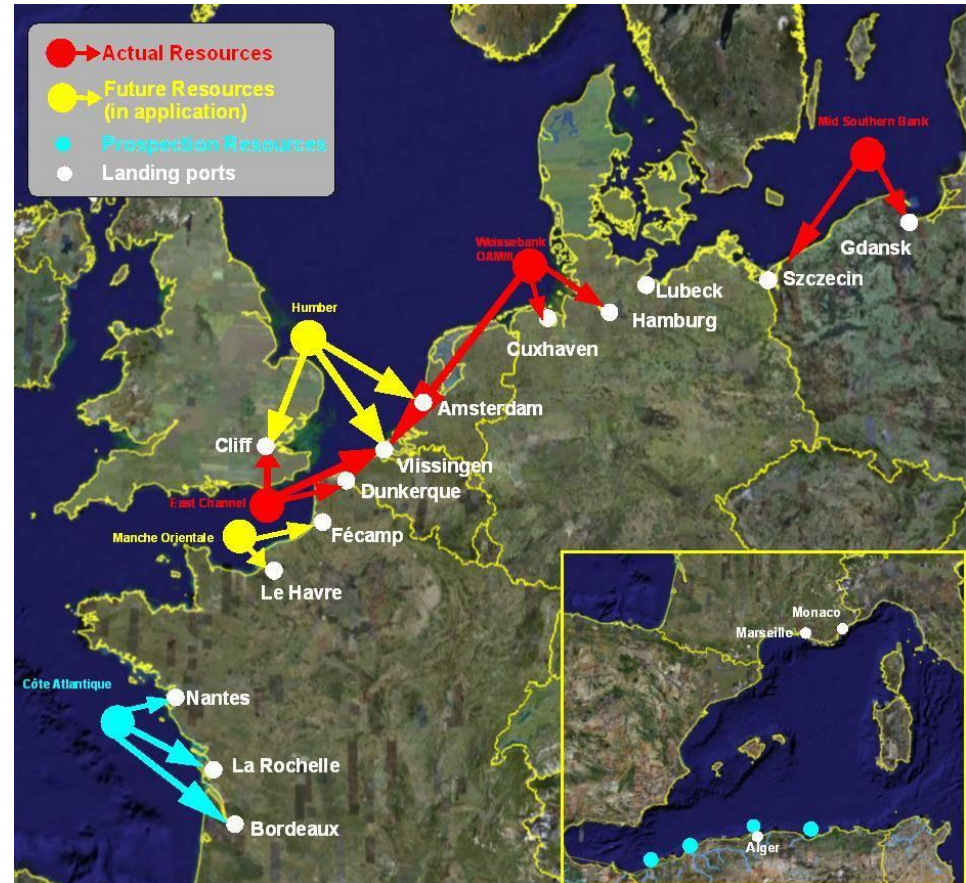 Actual Resources
Future Resources
(in application)
Prospection Resources
Landing ports
Mid Southern Bank
Gdansk
Szczecin
Weissebank
OAMIII
Lubeck
Hamburg
Cuxhaven
Humber
Amsterdam
Cliff
Vlissingen
Dunkerque
East Channel
Manche Orientale
Fécamp
Le Havre
Côte Atlantique
Nantes
La Rochelle
Bordeaux
Monaco
Marseille
Alger